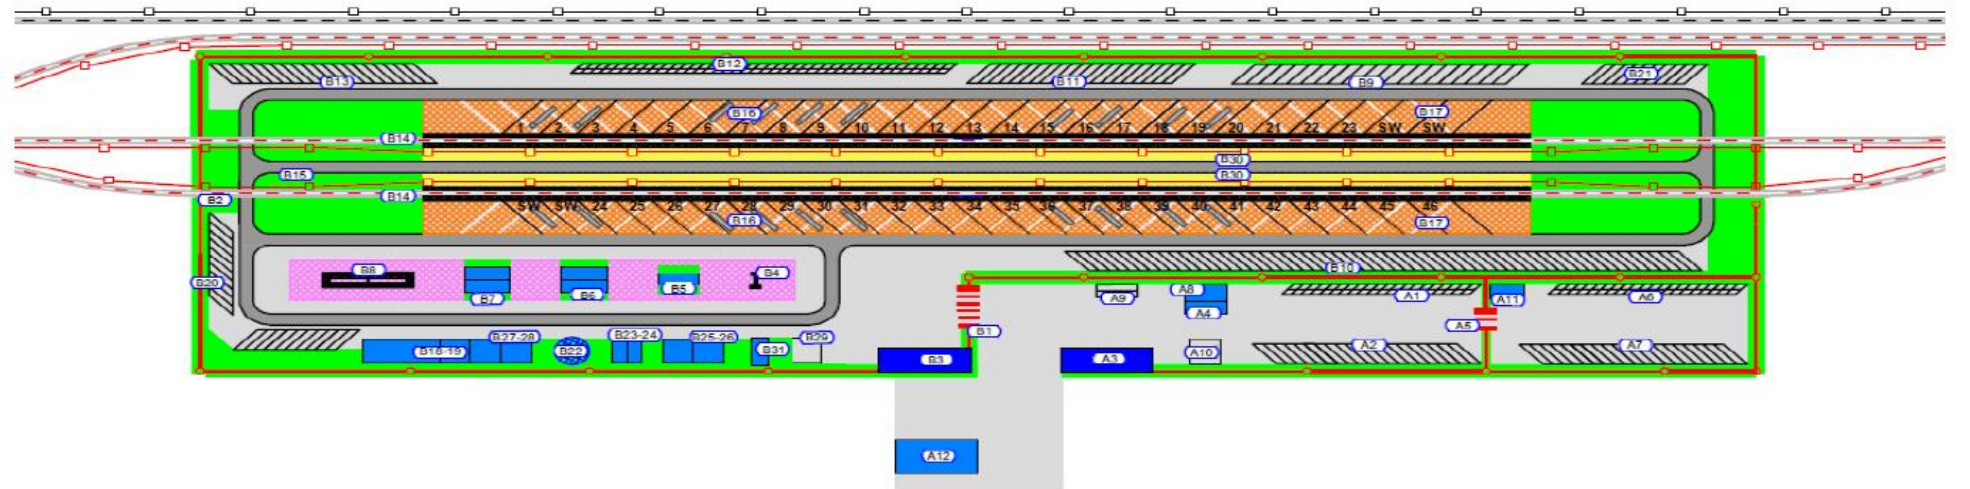 B12
B13 B11 B9 B21
B16 B17
1 2 3 4 5 6 7 8 9 10 11 12 13 14 15 16 17 18 19 20 21 22 23 SW SW
B14
B30
B15 B30
B14
B2
SW SW 24 25 26 27 28 29 30 31 32 33 34 35 36 37 38 39 40 41 42 43 44 45 46
B16 B17
B8 B4 B10
B20 B7 B6 B5
A9 A8 A1 A11 A6
A4
B1 A5
B18-19 B27-28 B22 B23-24 B25-26 B31 B29
B3 A3 A10 A2 A7
A12